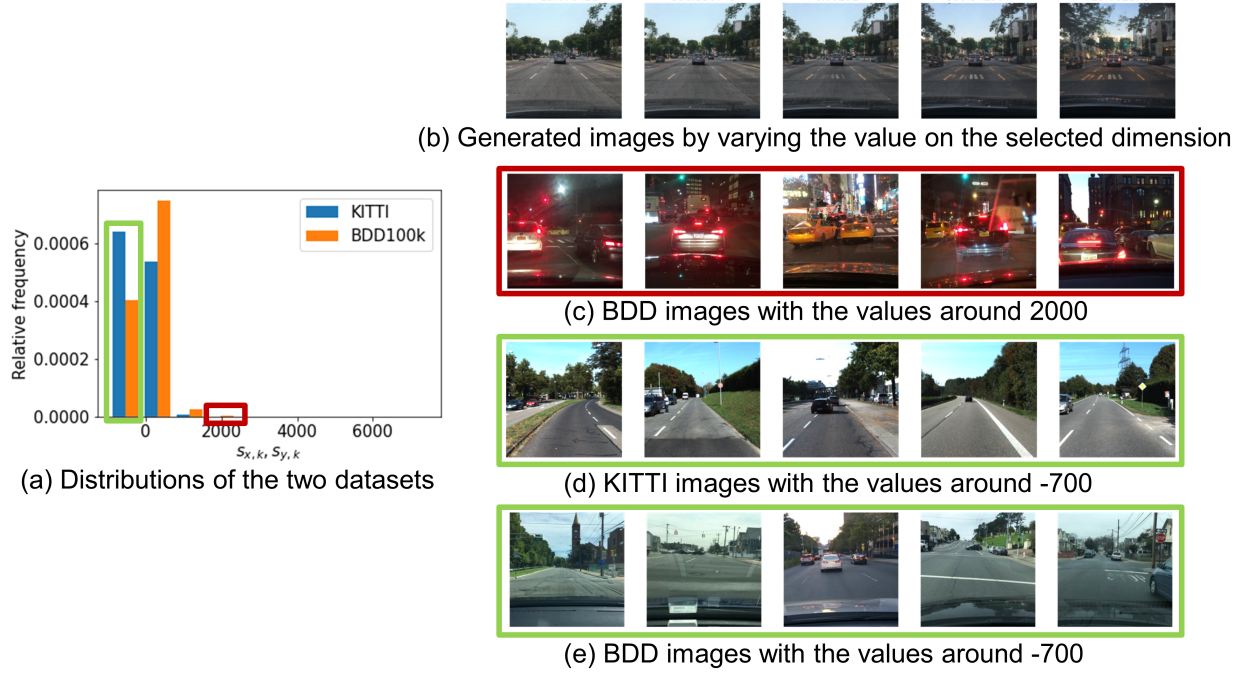 (b) Generated images by varying the value on the selected dimension
KITTI
BDD100k
Relative frequency
0.0006
0.0004
0.0002
0.0000
0
2000
4000
6000
s_{x,k}, s_{y,k}
(a) Distributions of the two datasets
(c) BDD images with the values around 2000
(d) KITTI images with the values around -700
(e) BDD images with the values around -700